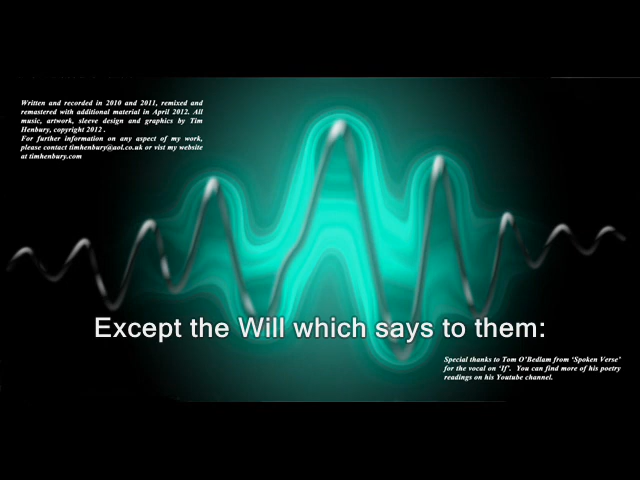 Written and recorded in 2010 and 2011, remixed and
remastered with additional material in April 2012. All
music, artwork, sleeve design and graphics by Tim
Henbury, copyright 2012 .
For further information on any aspect of my work,
please contact timhenbury@aol.co.uk or vist my website
at timhenbury.com
Except the Will which says to them:
Special thanks to Tom O'Bedlam from 'Spoken Verse'
for the vocal on 'If'. You can find more of his poetry
readings on his Youtube channel.